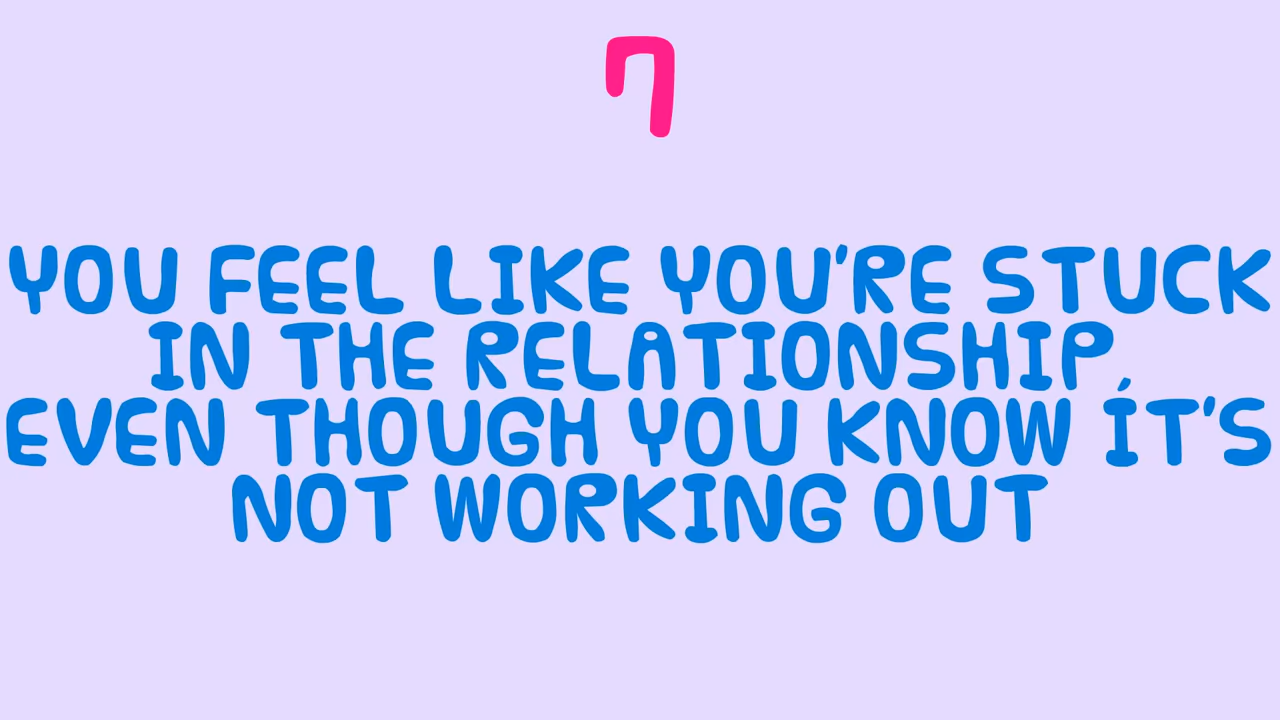 7
YOU FEEL LIKE YOU'RE STUCK
IN THE RELATIONSHIP,
EVEN THOUGH YOU KNOW IT'S
NOT WORKING OUT